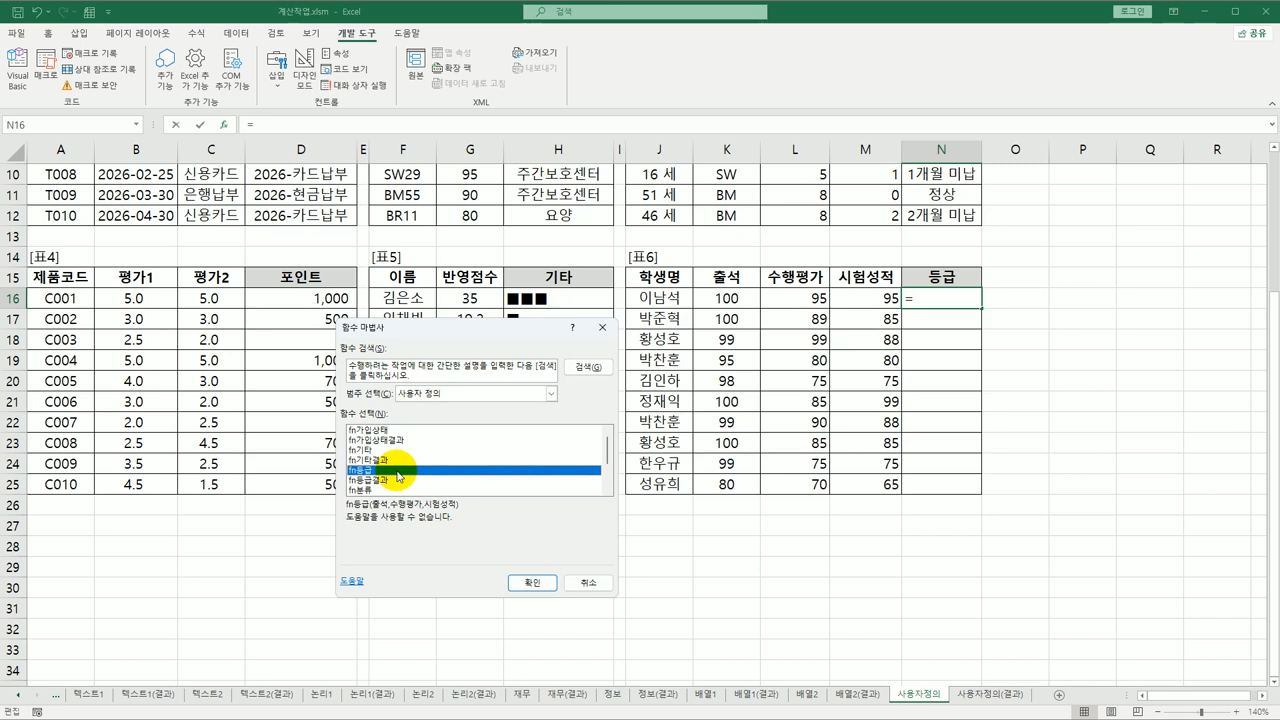 계산작업.xlsm - Excel
검색
로그인
파일 홈 삽입 페이지 레이아웃 수식 데이터 검토 보기 개발 도구 도움말 공유
Visual Basic 매크로 매크로 기록 상대 참조로 기록 매크로 보안
추가 기능 Excel 추가 기능 COM 추가 기능
삽입 디자인 모드 속성 코드 보기 대화 상자 실행
원본 맵 속성 확장 팩 데이터 새로 고침 가져오기 내보내기
코드 추가 기능 컨트롤 XML
N16 fx =
A B C D E F G H I J K L M N O P Q R
10 T008 2026-02-25 신용카드 2026-카드납부 SW29 95 주간보호센터 16 세 SW 5 1 1개월 미납
11 T009 2026-03-30 은행납부 2026-현금납부 BM55 90 주간보호센터 51 세 BM 8 0 정상
12 T010 2026-04-30 신용카드 2026-카드납부 BR11 80 요양 46 세 BM 8 2 2개월 미납
13
14 [표4] [표5] [표6]
15 제품코드 평가1 평가2 포인트 이름 반영점수 기타 학생명 출석 수행평가 시험성적 등급
16 C001 5.0 5.0 1,000 김은소 35 ■■■ 이남석 100 95 95 =
17 C002 3.0 3.0 박준혁 100 89 85
18 C003 2.5 2.0 황성호 99 99 88
19 C004 5.0 5.0 박찬훈 95 80 80
20 C005 4.0 3.0 김인하 98 75 75
21 C006 3.0 2.0 정재익 100 85 99
22 C007 2.0 2.5 박찬훈 99 90 88
23 C008 2.5 4.5 황성호 100 85 85
24 C009 3.5 2.5 한우규 99 75 75
25 C010 4.5 1.5 성유희 80 70 65
26
27
28
29
30
31
32
33
34
함수 마법사 ?
함수 검색(S):
수행하려는 작업에 대한 간단한 설명을 입력한 다음 [검색]
을 클릭하십시오.
검색(G)
범주 선택(C): 사용자 정의
함수 선택(N):
fn가입상태
fn가입상태결과
fn기타
fn기타결과
fn등급
fn등급결과
fn분류
fn등급(출석,수행평가,시험성적)
도움말을 사용할 수 없습니다.
도움말 확인 취소
... 텍스트1 텍스트1(결과) 텍스트2 텍스트2(결과) 논리1 논리1(결과) 논리2 논리2(결과) 재무 재무(결과) 정보 정보(결과) 배열1 배열1(결과) 배열2 배열2(결과) 사용자정의 사용자정의(결과)
편집 140%